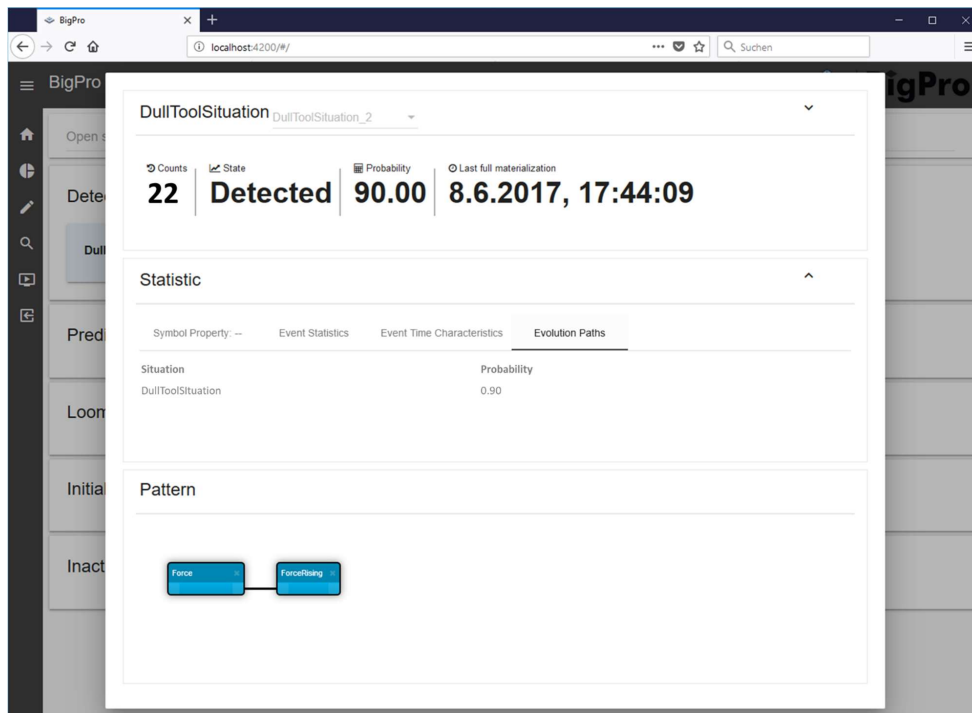 BigPro
localhost:4200/#/
Suchen
BigPro
igPro
Open s
DullToolSituation DullToolSituation_2
Counts State Probability Last full materialization
22 Detected 90.00 8.6.2017, 17:44:09
Dete
Dull
Statistic
Symbol Property: -- Event Statistics Event Time Characteristics Evolution Paths
Predi
Situation Probability
DullToolSItuation 0.90
Loom
Pattern
Initial
Inact
Force ForceRising